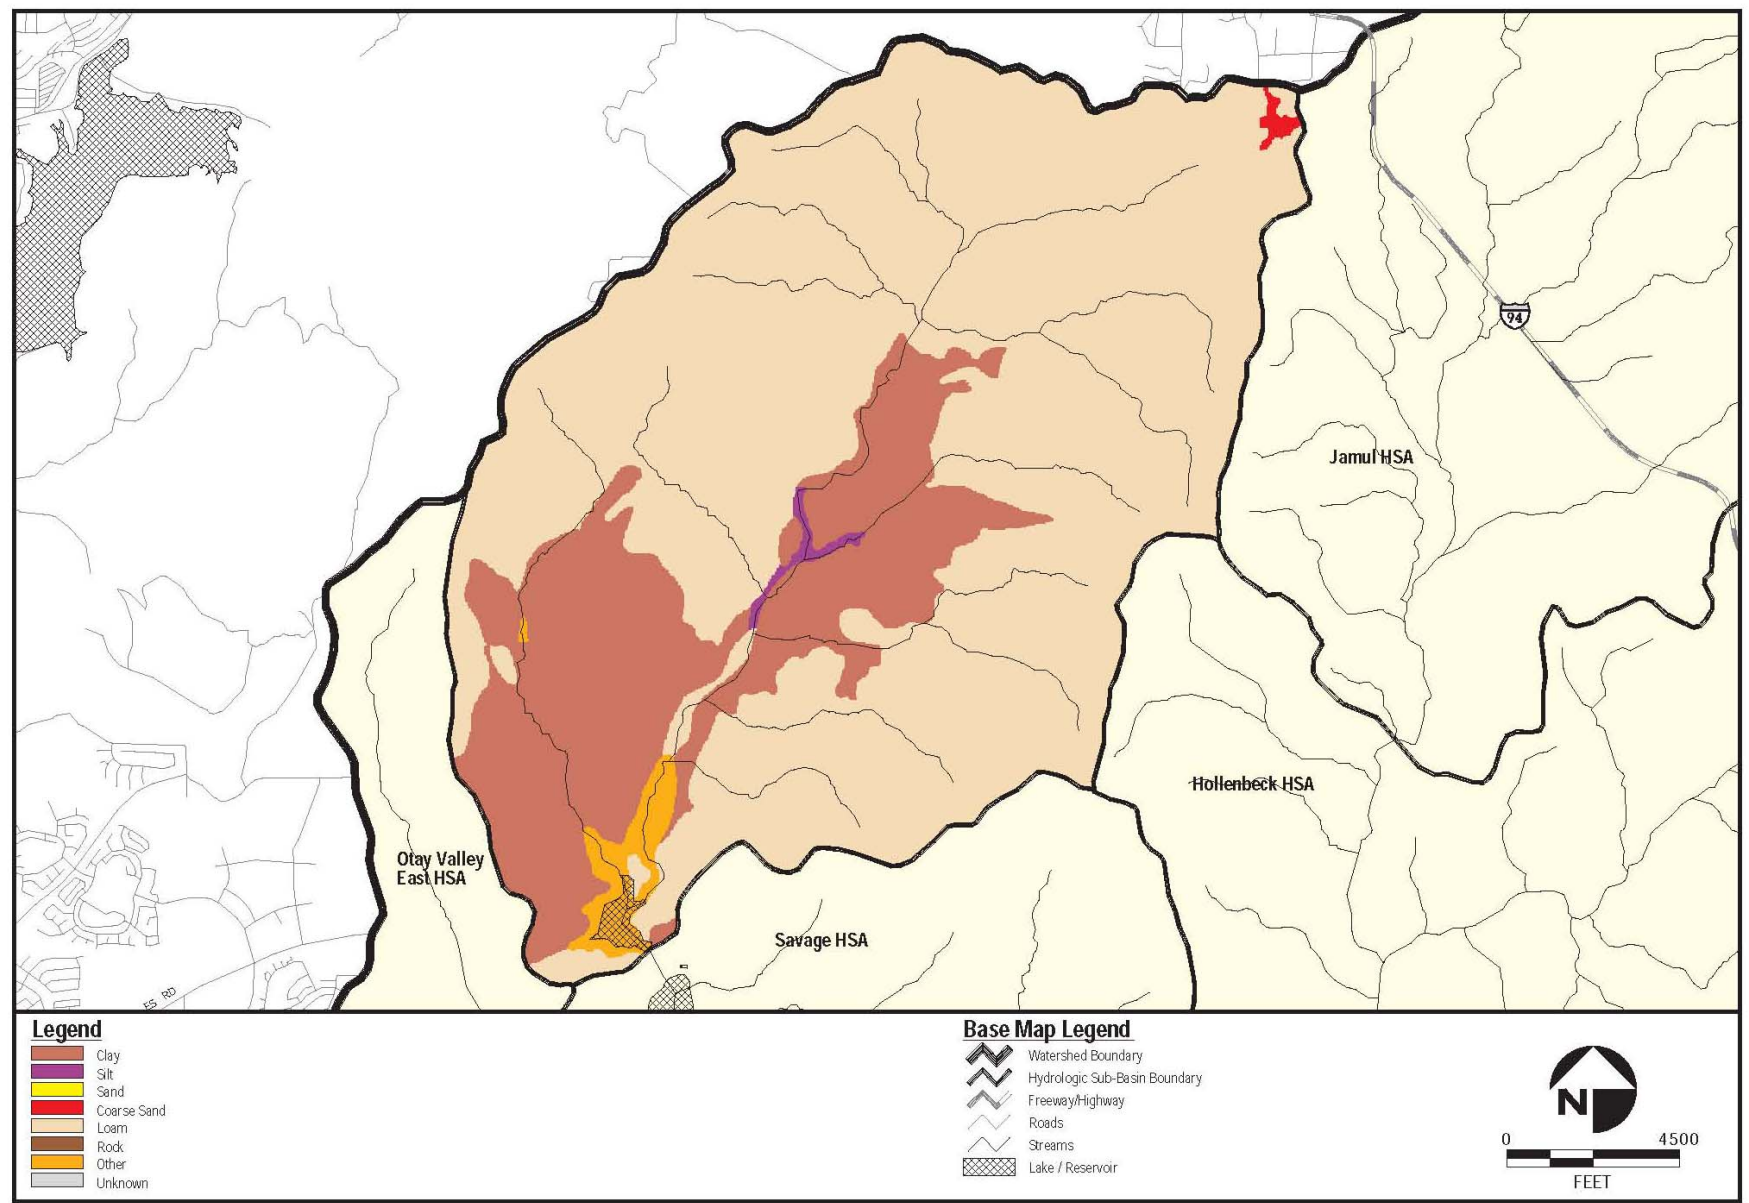 94
Jamul HSA
Hollenbeck HSA
Otay Valley
East HSA
Savage HSA
ES RD
Legend
Clay
Silt
Sand
Coarse Sand
Loam
Rock
Other
Unknown
Base Map Legend
Watershed Boundary
Hydrologic Sub-Basin Boundary
Freeway/Highway
Roads
Streams
Lake / Reservoir
N
0 4500
FEET